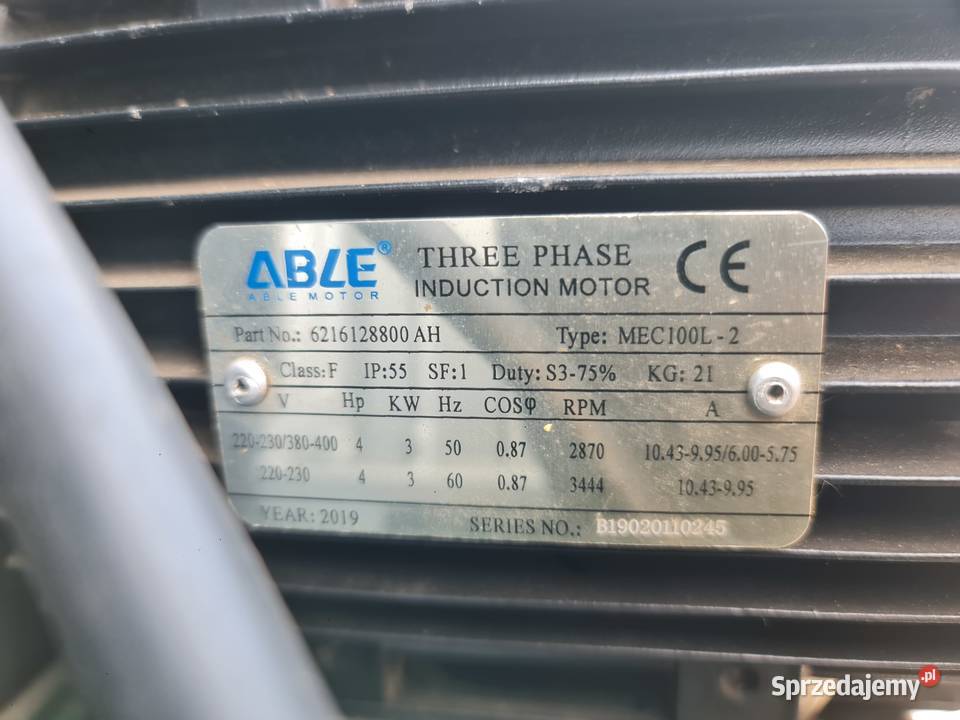 ABLE®
ABLE MOTOR
THREE PHASE
INDUCTION MOTOR
CE
Part No.: 6216128800 AH Type: MEC100L-2
Class: F IP:55 SF:1 Duty: S3-75% KG: 21
V Hp KW Hz COSφ RPM A
220-230/380-400 4 3 50 0.87 2870 10.43-9.95/6.00-5.75
220-230 4 3 60 0.87 3444 10.43-9.95
YEAR: 2019 SERIES NO.: B19020110245
Sprzedajemy.pl